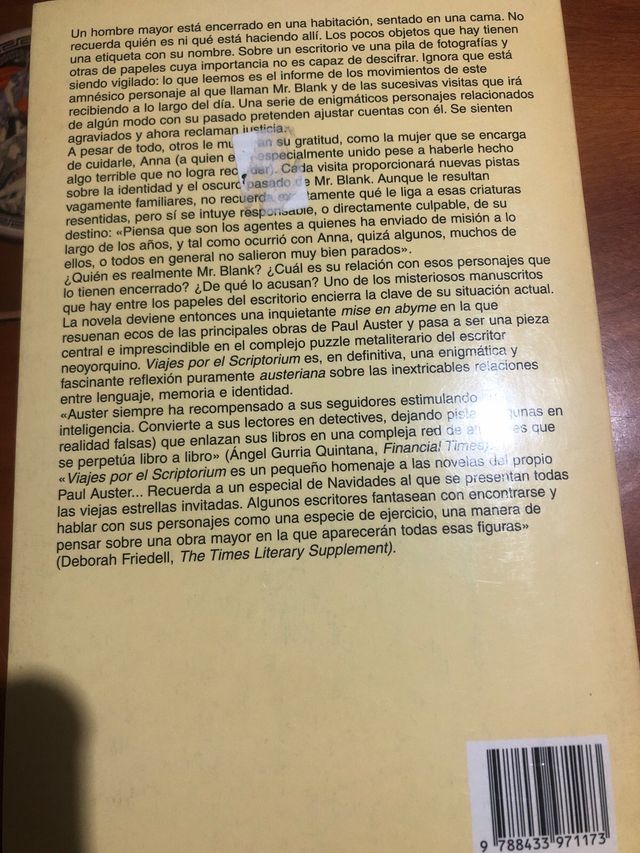 Un hombre mayor está encerrado en una habitación, sentado en una cama. No
recuerda quién es ni qué está haciendo allí. Los pocos objetos que hay tienen
una etiqueta con su nombre. Sobre un escritorio ve una pila de fotografías y
otras de papeles cuya importancia no es capaz de descifrar. Ignora que está
siendo vigilado: lo que leemos es el informe de los movimientos de este
amnésico personaje al que llaman Mr. Blank y de las sucesivas visitas que irá
recibiendo a lo largo del día. Una serie de enigmáticos personajes relacionados
de algún modo con su pasado pretenden ajustar cuentas con él. Se sienten
agraviados y ahora reclaman justicia.
A pesar de todo, otros le su gratitud, como la mujer que se encarga
de cuidarle, Anna (a quien especialmente unido pese a haberle hecho
algo terrible que no logra Cada visita proporcionará nuevas pistas
sobre la identidad y el oscuro pasado de Mr. Blank. Aunque le resultan
vagamente familiares, no recuerda qué le liga a esas criaturas
resentidas, pero sí se intuye responsable, o directamente culpable, de su
destino: «Piensa que son los agentes a quienes ha enviado de misión a lo
largo de los años, y tal como ocurrió con Anna, quizá algunos, muchos de
ellos, o todos en general no salieron muy bien parados».
¿Quién es realmente Mr. Blank? ¿Cuál es su relación con esos personajes que
lo tienen encerrado? ¿De qué lo acusan? Uno de los misteriosos manuscritos
que hay entre los papeles del escritorio encierra la clave de su situación actual.
La novela deviene entonces una inquietante mise en abyme en la que
resuenan ecos de las principales obras de Paul Auster y pasa a ser una pieza
central e imprescindible en el complejo puzzle metaliterario del escritor
neoyorquino. Viajes por el Scriptorium es, en definitiva, una enigmática y
fascinante reflexión puramente austeriana sobre las inextricables relaciones
entre lenguaje, memoria e identidad.
«Auster siempre ha recompensado a sus seguidores estimulando
inteligencia. Convierte a sus lectores en detectives, dejando pistas en
realidad falsas) que enlazan sus libros en una compleja red de que
se perpetúa libro a libro» (Ángel Gurria Quintana, Financial Times).
«Viajes por el Scriptorium es un pequeño homenaje a las novelas del propio
Paul Auster... Recuerda a un especial de Navidades al que se presentan todas
las viejas estrellas invitadas. Algunos escritores fantasean con encontrarse y
hablar con sus personajes como una especie de ejercicio, una manera de
pensar sobre una obra mayor en la que aparecerán todas esas figuras»
(Deborah Friedell, The Times Literary Supplement).
9 788433 971173